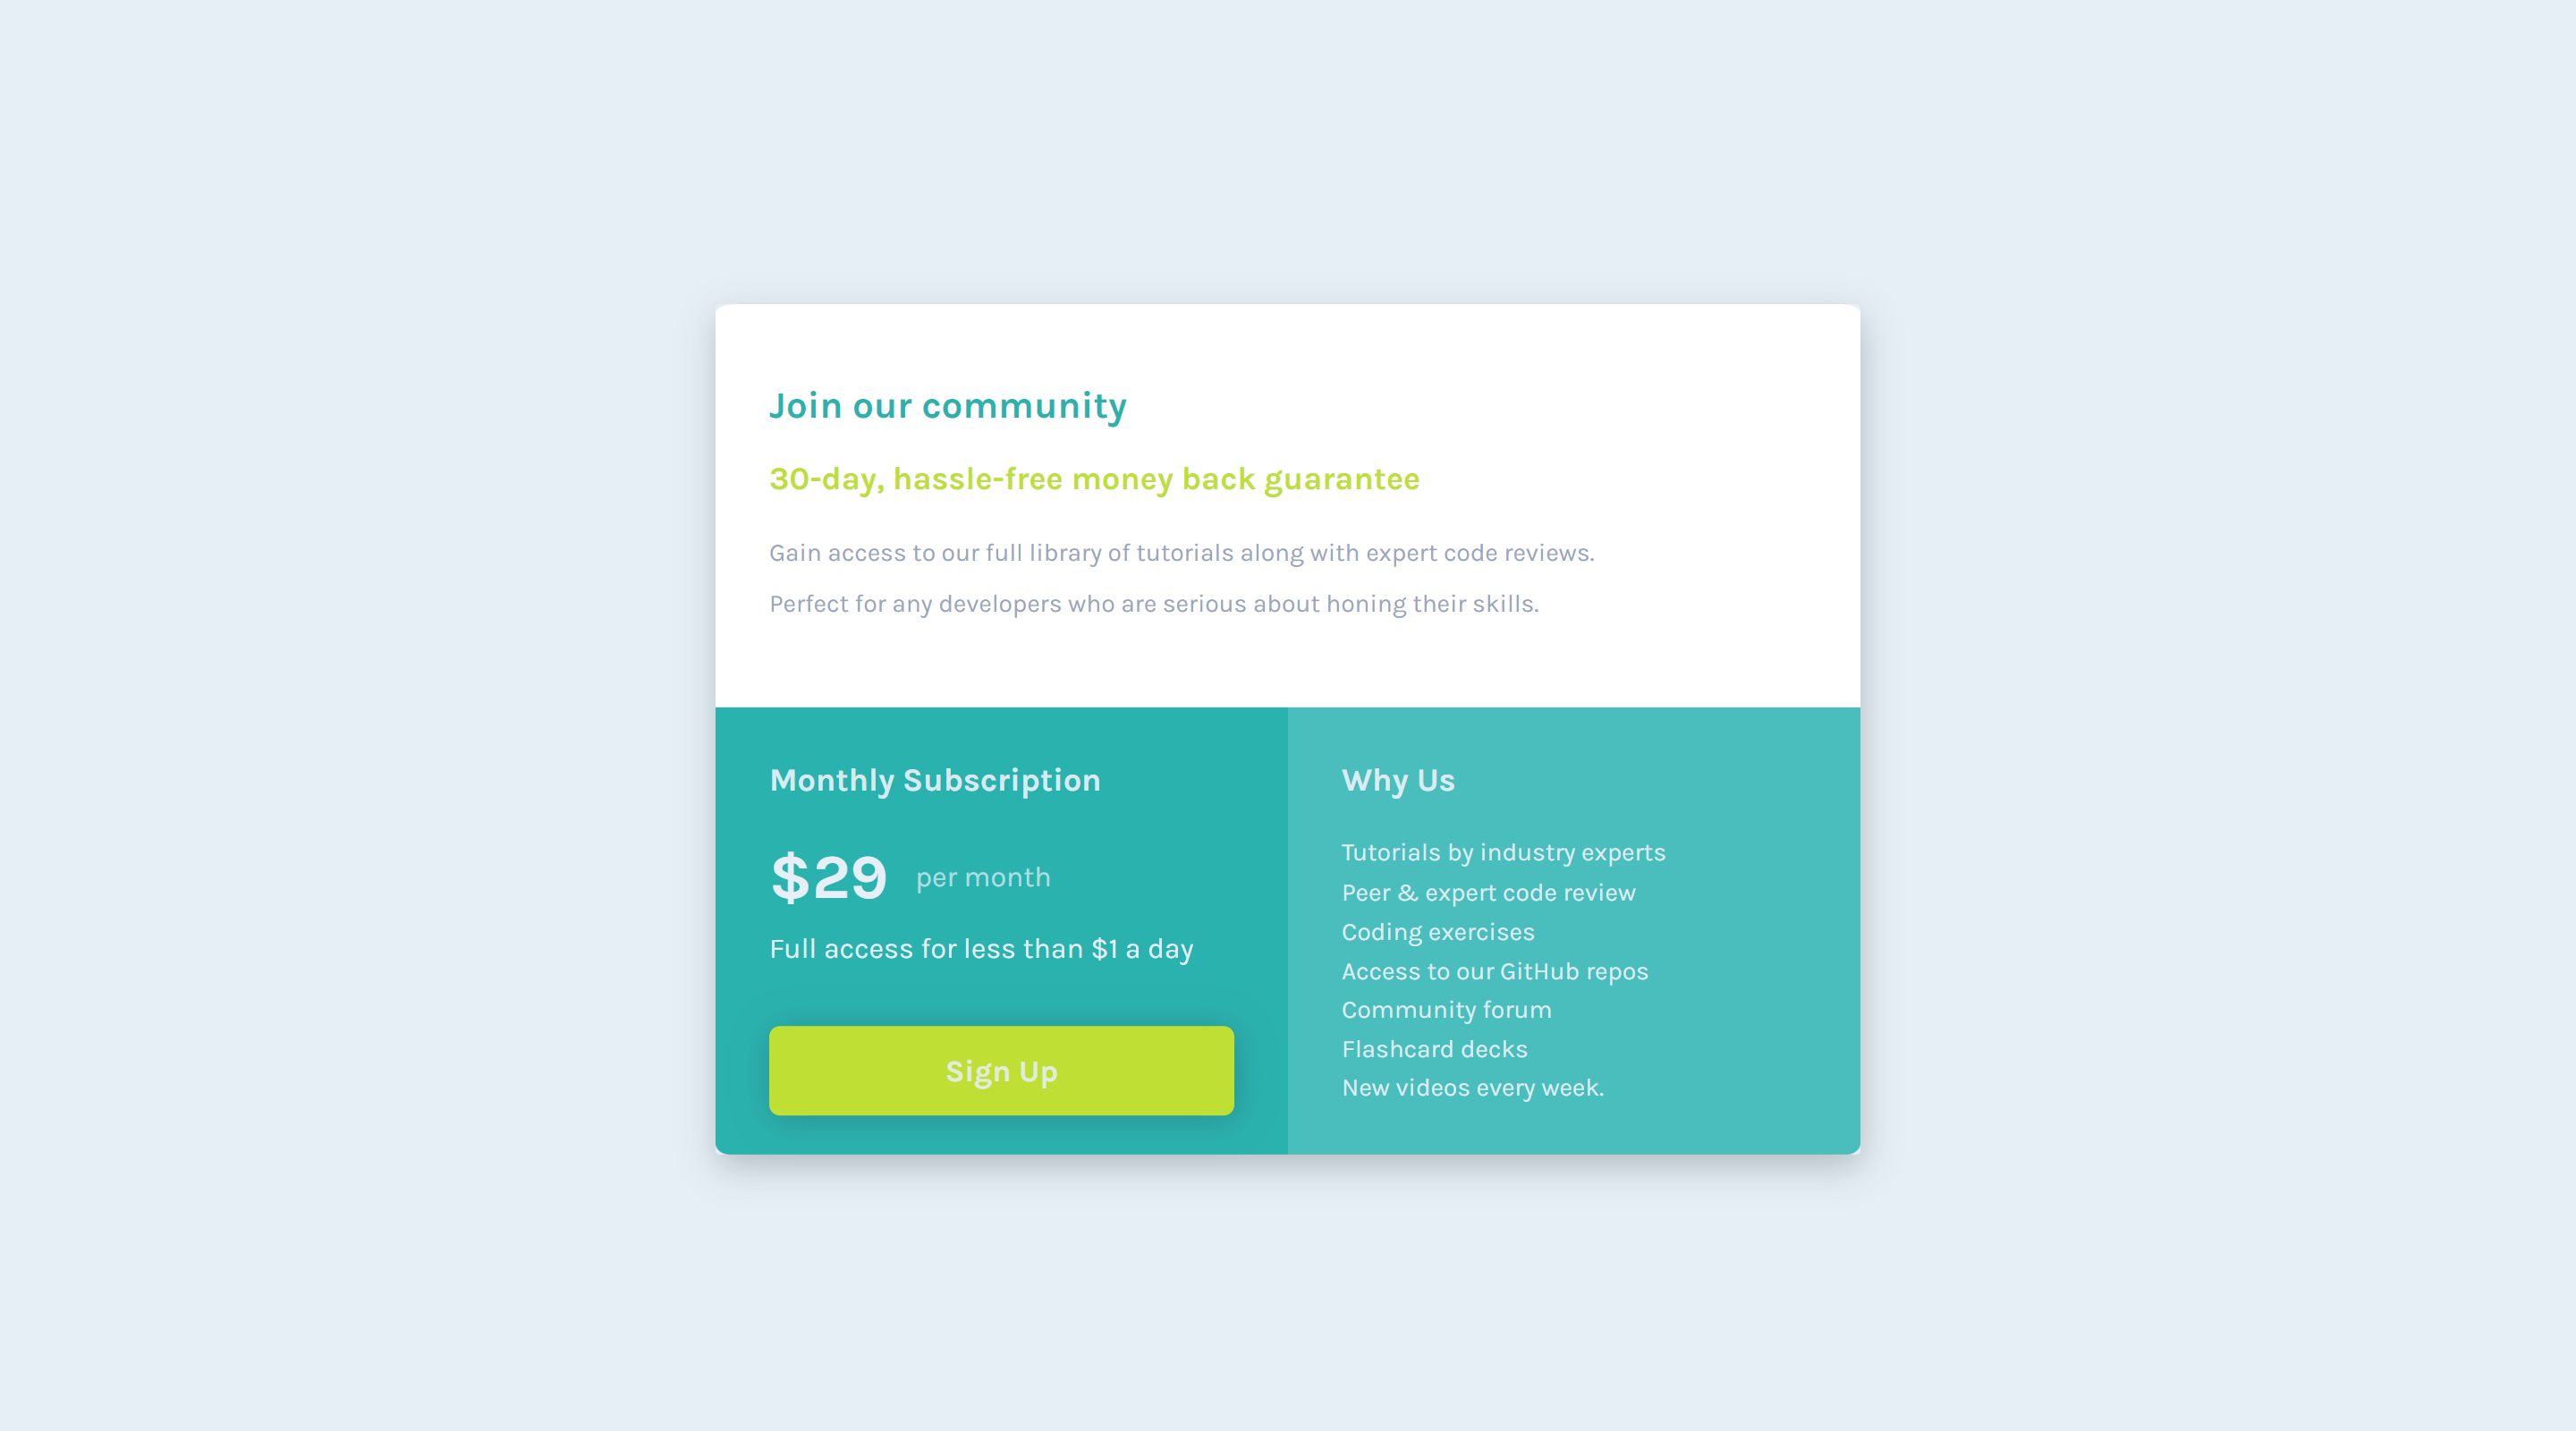 Join our community
30-day, hassle-free money back guarantee
Gain access to our full library of tutorials along with expert code reviews.
Perfect for any developers who are serious about honing their skills.
Monthly Subscription
$29 per month
Full access for less than $1 a day
Sign Up
Why Us
Tutorials by industry experts
Peer & expert code review
Coding exercises
Access to our GitHub repos
Community forum
Flashcard decks
New videos every week.